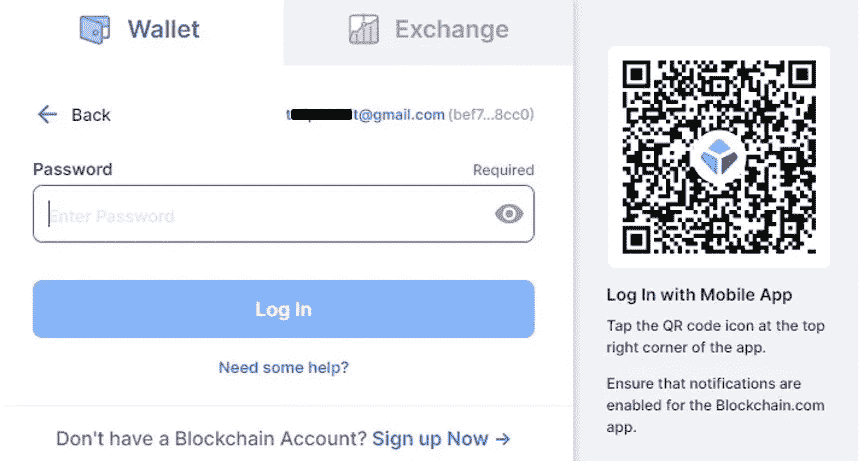 Wallet
Exchange
Back
t t@gmail.com (bef7...8cc0)
Password
Required
Enter Password
Log In
Need some help?
Don't have a Blockchain Account? Sign up Now →
Log In with Mobile App
Tap the QR code icon at the top
right corner of the app.
Ensure that notifications are
enabled for the Blockchain.com
app.